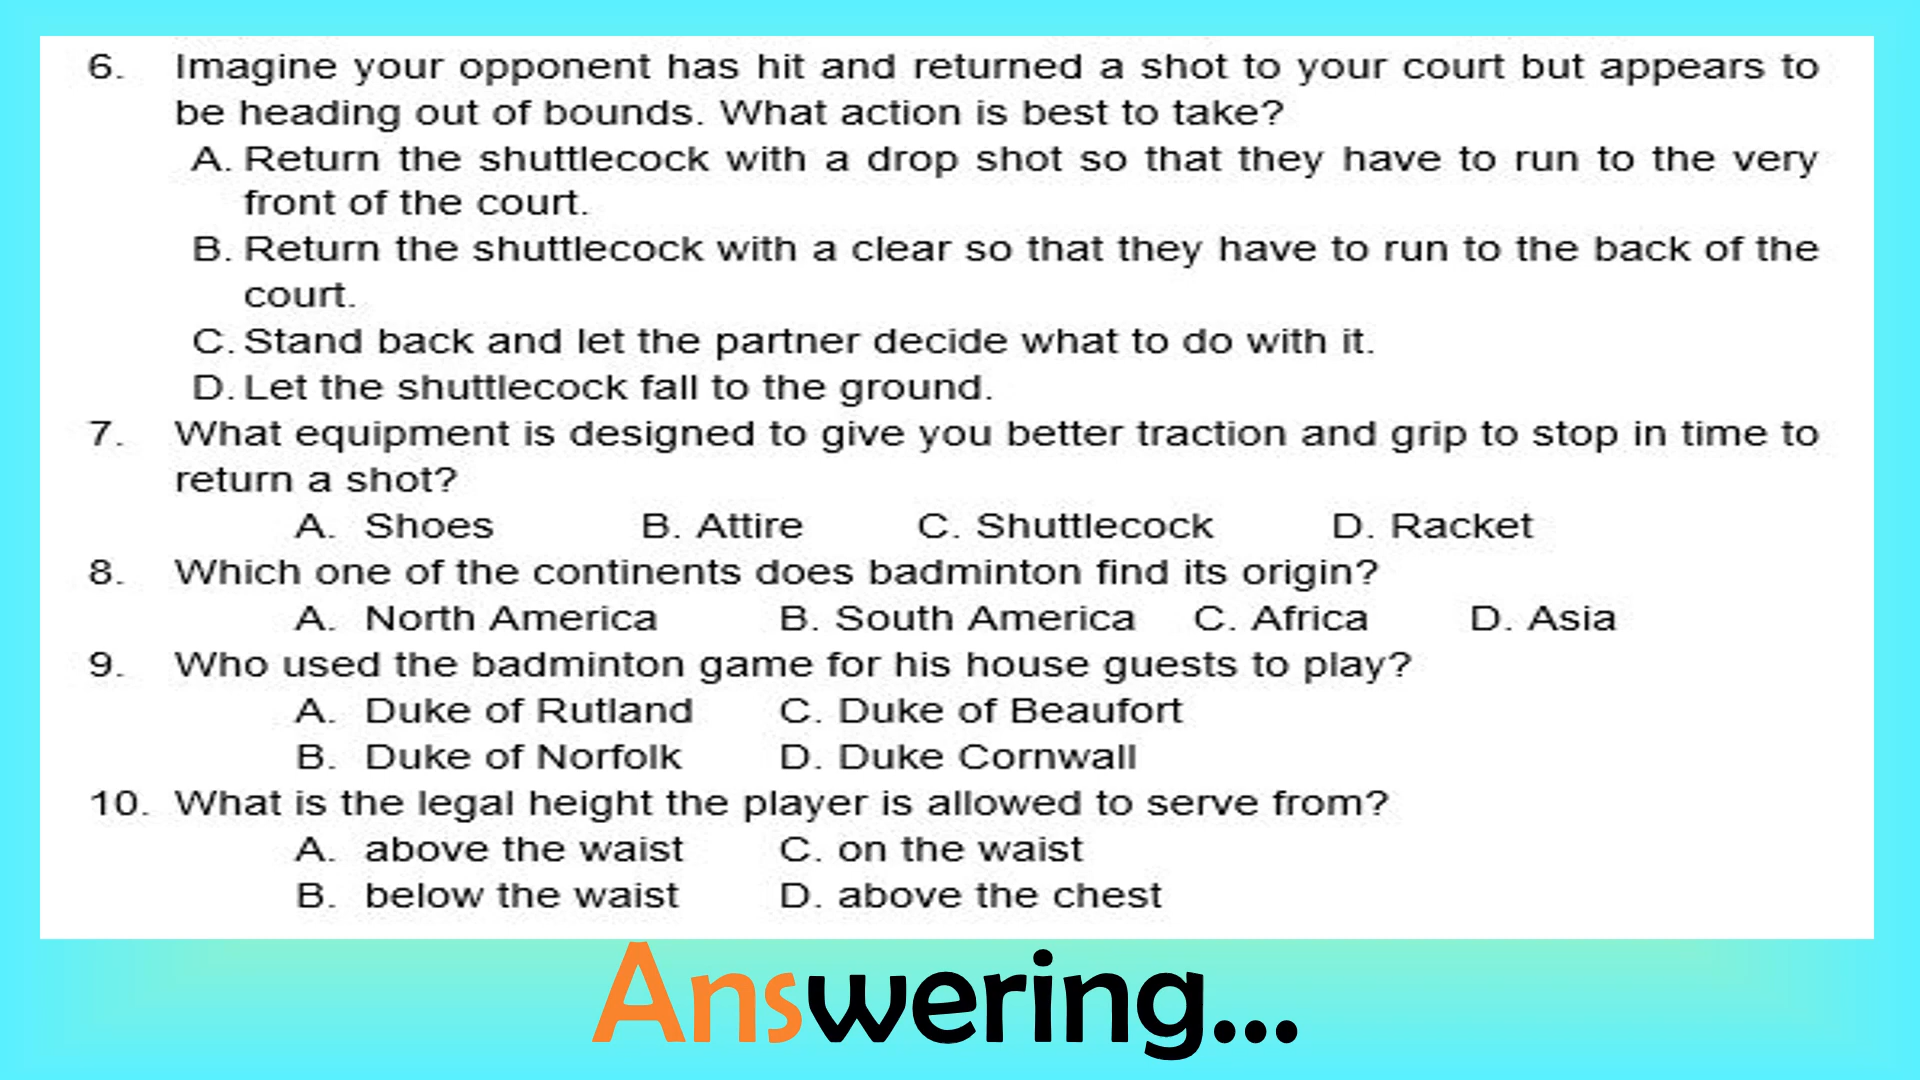 6. Imagine your opponent has hit and returned a shot to your court but appears to
be heading out of bounds. What action is best to take?
A. Return the shuttlecock with a drop shot so that they have to run to the very
front of the court.
B. Return the shuttlecock with a clear so that they have to run to the back of the
court.
C. Stand back and let the partner decide what to do with it.
D. Let the shuttlecock fall to the ground.
7. What equipment is designed to give you better traction and grip to stop in time to
return a shot?
A. Shoes B. Attire C. Shuttlecock D. Racket
8. Which one of the continents does badminton find its origin?
A. North America B. South America C. Africa D. Asia
9. Who used the badminton game for his house guests to play?
A. Duke of Rutland C. Duke of Beaufort
B. Duke of Norfolk D. Duke Cornwall
10. What is the legal height the player is allowed to serve from?
A. above the waist C. on the waist
B. below the waist D. above the chest
Answering...